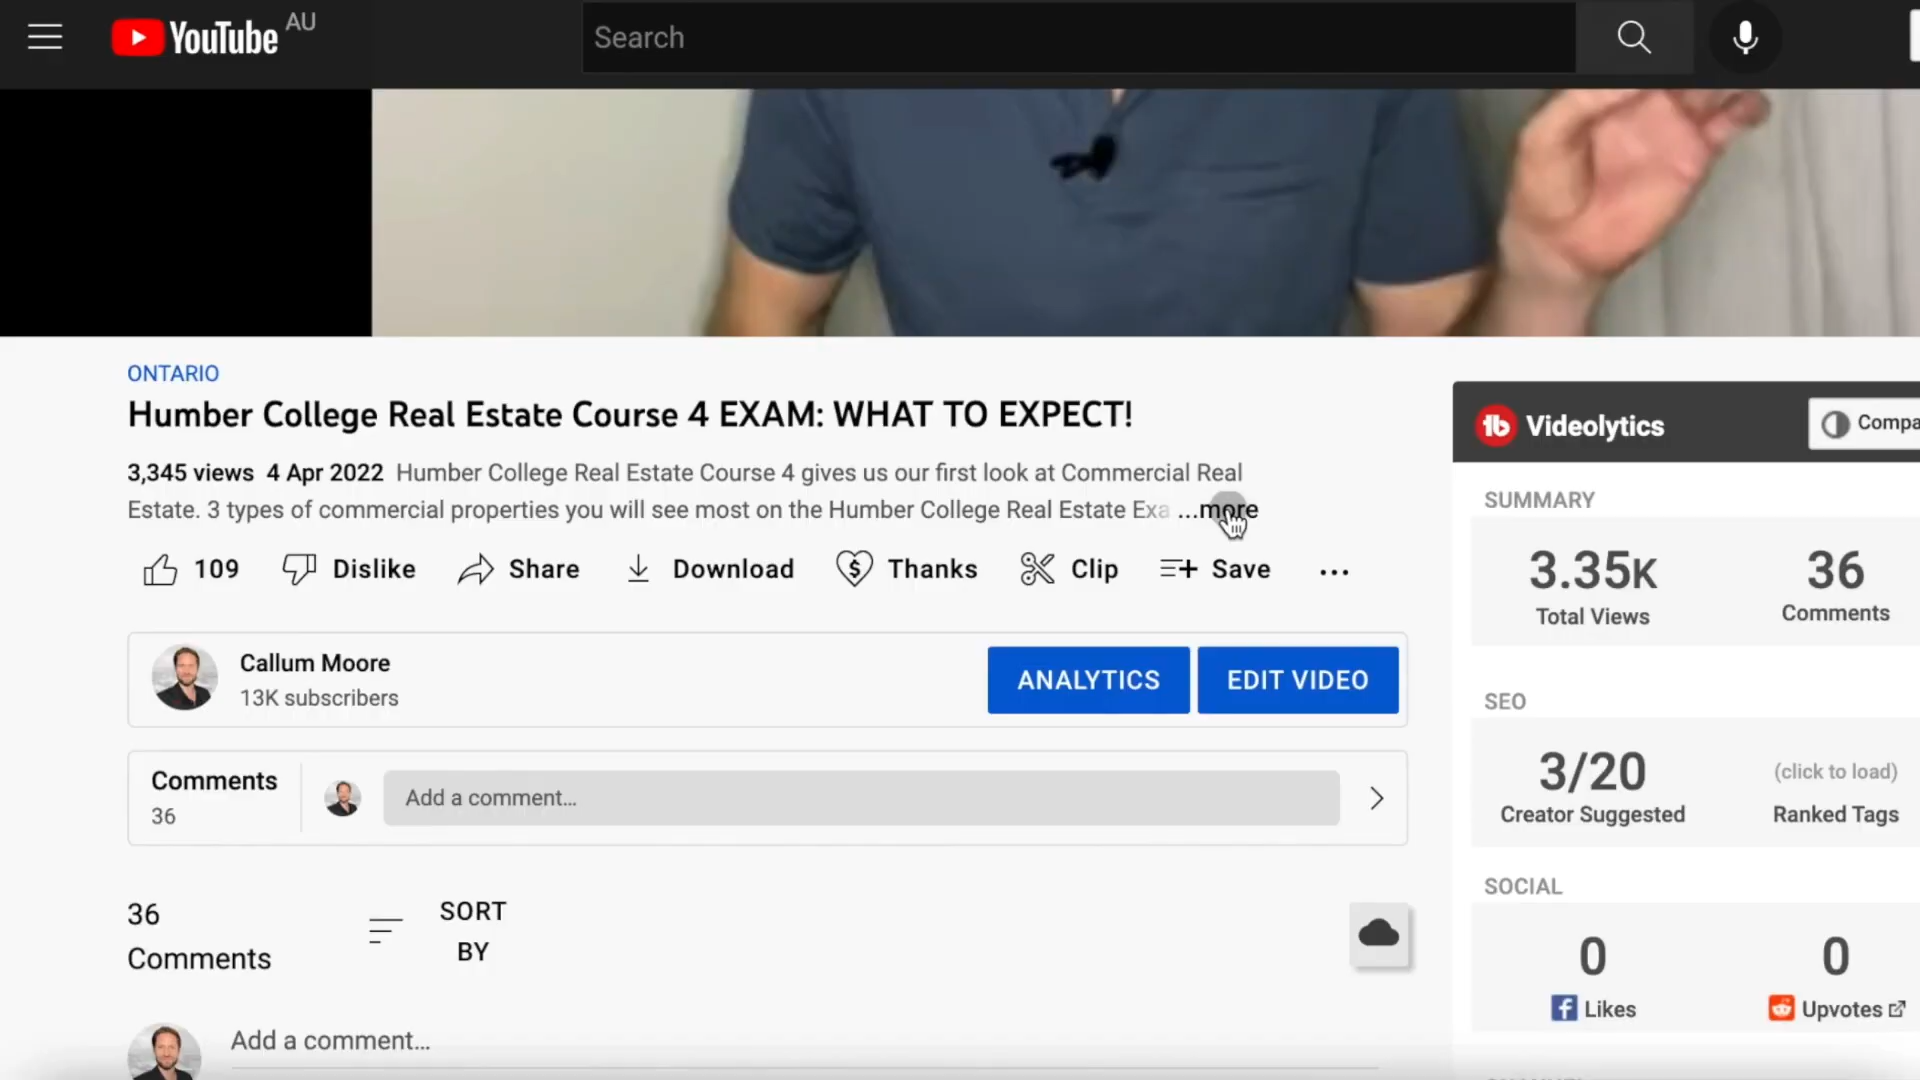 YouTube AU
Search
ONTARIO
Humber College Real Estate Course 4 EXAM: WHAT TO EXPECT!
3,345 views 4 Apr 2022 Humber College Real Estate Course 4 gives us our first look at Commercial Real
Estate. 3 types of commercial properties you will see most on the Humber College Real Estate Exa ...more
109 Dislike Share Download Thanks Clip Save ...
Callum Moore
13K subscribers
ANALYTICS
EDIT VIDEO
Comments
36
Add a comment...
36
Comments
SORT
BY
Add a comment...
Videolytics
Compa
SUMMARY
3.35K
Total Views
36
Comments
SEO
3/20
Creator Suggested
(click to load)
Ranked Tags
SOCIAL
0
Likes
0
Upvotes